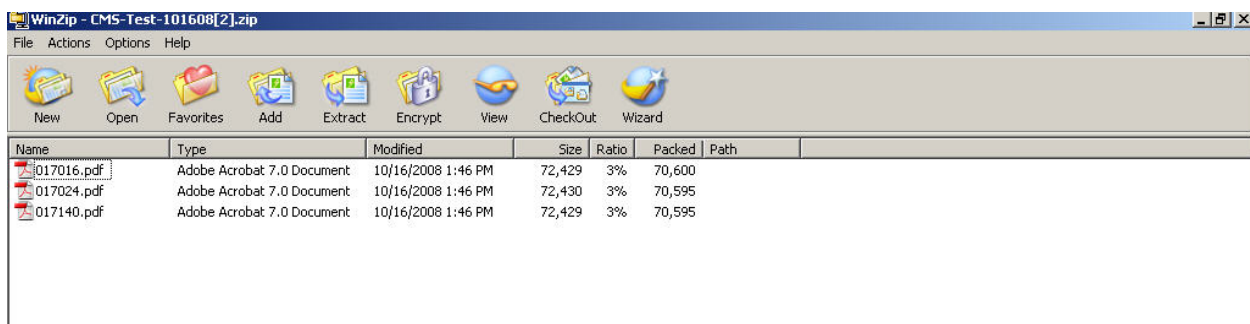 WinZip - CMS-Test-101608[2].zip
File Actions Options Help
New Open Favorites Add Extract Encrypt View CheckOut Wizard
Name Type Modified Size Ratio Packed Path
017016.pdf Adobe Acrobat 7.0 Document 10/16/2008 1:46 PM 72,429 3% 70,600
017024.pdf Adobe Acrobat 7.0 Document 10/16/2008 1:46 PM 72,430 3% 70,595
017140.pdf Adobe Acrobat 7.0 Document 10/16/2008 1:46 PM 72,429 3% 70,595